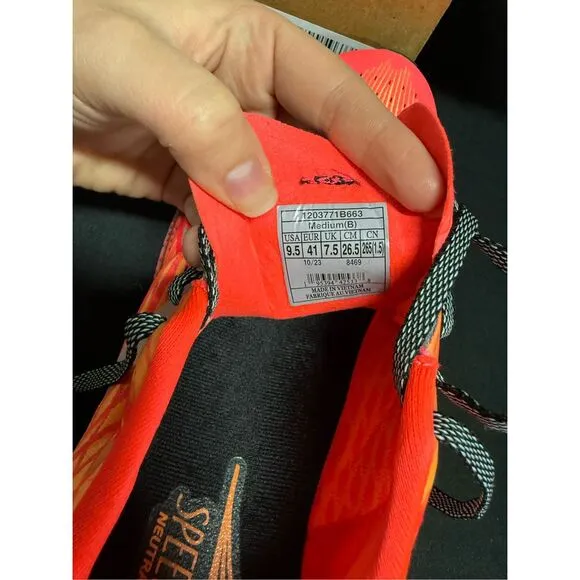 1203771B663
Medium(B)
USA EUR UK CM CN
9.5 41 7.5 26.5 265(1.5)
10/23 8469
MADE IN VIETNAM
FABRIQUE AU VIETNAM
NEUTRA